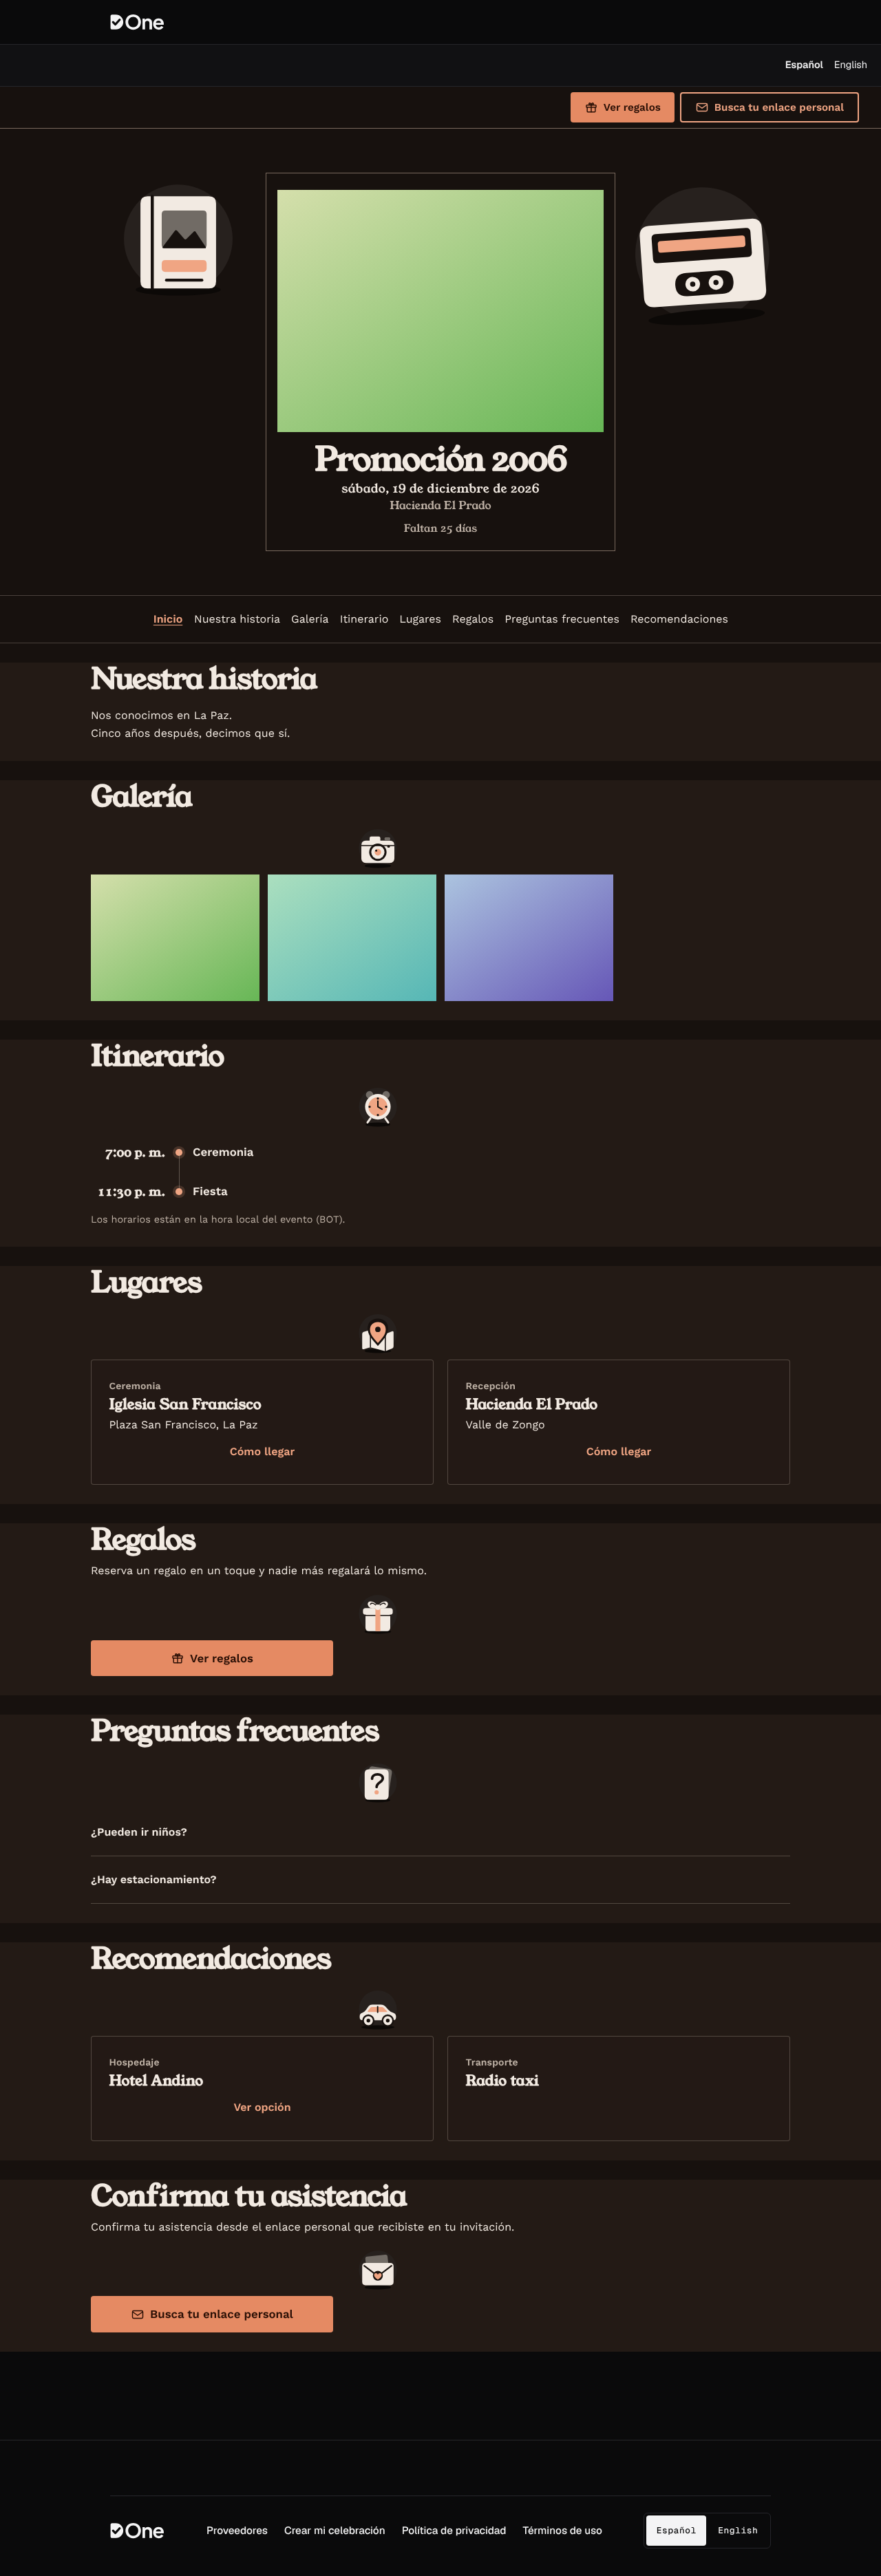 One
Español English
Ver regalos Busca tu enlace personal
Promoción 2006
sábado, 19 de diciembre de 2026
Hacienda El Prado
Faltan 25 días
Inicio Nuestra historia Galería Itinerario Lugares Regalos Preguntas frecuentes Recomendaciones
Nuestra historia
Nos conocimos en La Paz.
Cinco años después, decimos que sí.
Galería
Itinerario
7:00 p. m. Ceremonia
11:30 p. m. Fiesta
Los horarios están en la hora local del evento (BOT).
Lugares
Ceremonia
Iglesia San Francisco
Plaza San Francisco, La Paz
Cómo llegar
Recepción
Hacienda El Prado
Valle de Zongo
Cómo llegar
Regalos
Reserva un regalo en un toque y nadie más regalará lo mismo.
Ver regalos
Preguntas frecuentes
?
¿Pueden ir niños?
¿Hay estacionamiento?
Recomendaciones
Hospedaje
Hotel Andino
Ver opción
Transporte
Radio taxi
Confirma tu asistencia
Confirma tu asistencia desde el enlace personal que recibiste en tu invitación.
Busca tu enlace personal
One Proveedores Crear mi celebración Política de privacidad Términos de uso Español English